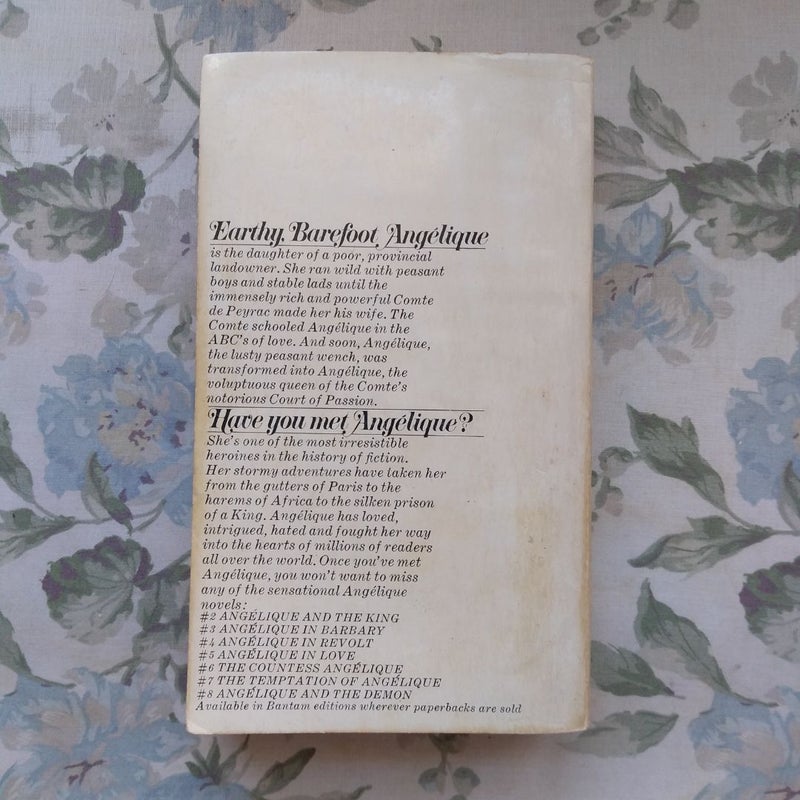 Earthy, Barefoot, Angélique
is the daughter of a poor, provincial
landowner. She ran wild with peasant
boys and stable lads until the
immensely rich and powerful Comte
de Peyrac made her his wife. The
Comte schooled Angélique in the
ABC's of love. And soon, Angélique,
the lusty peasant wench, was
transformed into Angélique, the
voluptuous queen of the Comte's
notorious Court of Passion.
Have you met Angélique?
She's one of the most irresistible
heroines in the history of fiction.
Her stormy adventures have taken her
from the gutters of Paris to the
harems of Africa to the silken prison
of a King. Angélique has loved,
intrigued, hated and fought her way
into the hearts of millions of readers
all over the world. Once you've met
Angélique, you won't want to miss
any of the sensational Angélique
novels:
#2 ANGÉLIQUE AND THE KING
#3 ANGÉLIQUE IN BARBARY
#4 ANGÉLIQUE IN REVOLT
#5 ANGÉLIQUE IN LOVE
#6 THE COUNTESS ANGÉLIQUE
#7 THE TEMPTATION OF ANGÉLIQUE
#8 ANGÉLIQUE AND THE DEMON
Available in Bantam editions wherever paperbacks are sold